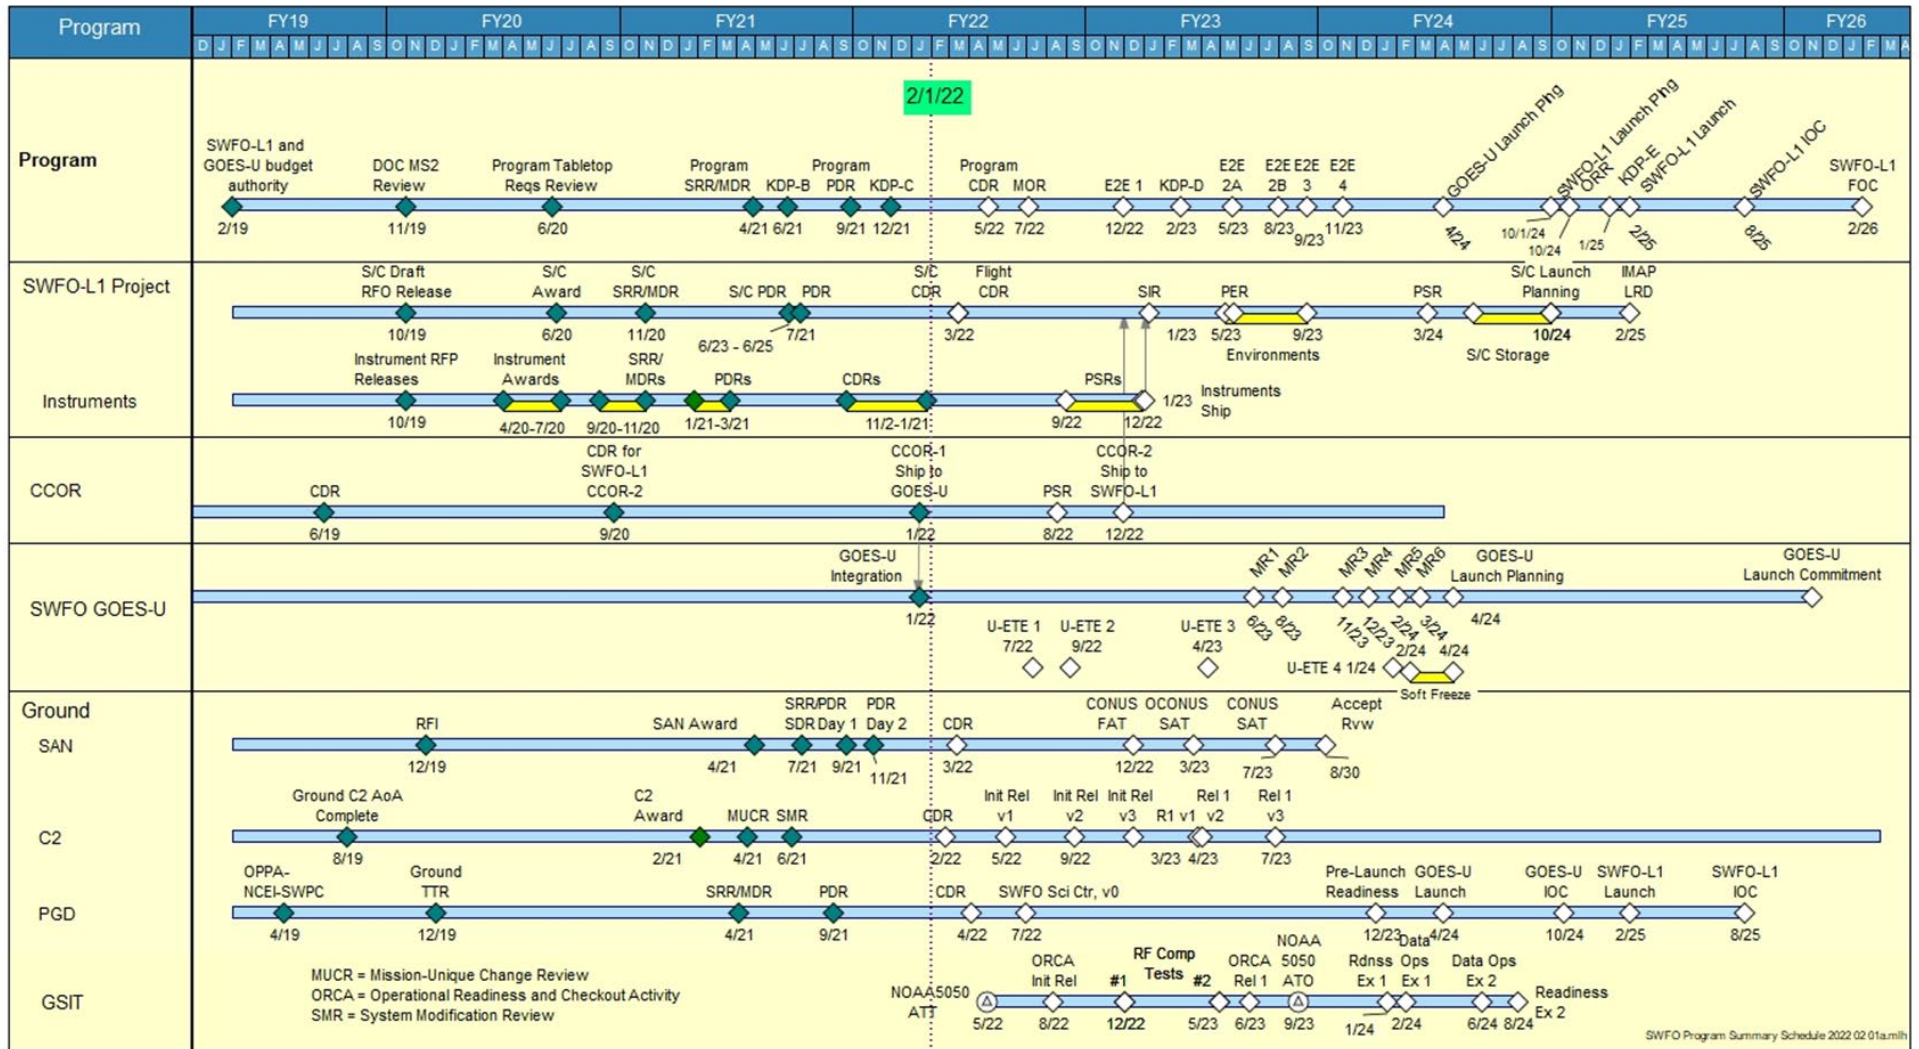 Program FY19 FY20 FY21 FY22 FY23 FY24 FY25 FY26
D J F M A M J J A S O N D J F M A M J J A S O N D J F M A M J J A S O N D J F M A M J J A S O N D J F M A M J J A S O N D J F M A M J J A S O N D J F M A M J J A S O N D J F M A
2/1/22
Program
SWFO-L1 and
GOES-U budget
authority
2/19
DOC MS2
Review
11/19
Program Tabletop
Reqs Review
6/20
Program
SRR/MDR
4/21
KDP-B
6/21
Program
PDR
9/21
KDP-C
12/21
Program
CDR
5/22
MOR
7/22
E2E 1
12/22
KDP-D
2/23
E2E
2A
5/23
E2E
2B
8/23
E2E
3
9/23
E2E
4
11/23
GOES-U Launch Plng
4/24
SWFO-L1 Launch Plng
10/1/24
ORR
10/24
KDP-E
1/25
SWFO-L1 Launch
2/25
SWFO-L1 IOC
8/25
SWFO-L1
FOC
2/26
SWFO-L1 Project
S/C Draft
RFO Release
10/19
S/C
Award
6/20
S/C
SRR/MDR
11/20
S/C PDR
6/23 - 6/25
PDR
7/21
S/C
CDR
Flight
CDR
3/22
SIR
1/23
PER
5/23
9/23
Environments
PSR
3/24
S/C Launch
Planning
10/24
S/C Storage
IMAP
LRD
2/25
Instruments
Instrument RFP
Releases
10/19
Instrument
Awards
4/20-7/20
SRR/
MDRs
9/20-11/20
PDRs
1/21-3/21
CDRs
11/2-1/21
PSRs
9/22
12/22
1/23
Instruments
Ship
CCOR
CDR
6/19
CDR for
SWFO-L1
CCOR-2
9/20
CCOR-1
Ship to
GOES-U
1/22
PSR
8/22
CCOR-2
Ship to
SWFO-L1
12/22
SWFO GOES-U
GOES-U
Integration
1/22
U-ETE 1
7/22
U-ETE 2
9/22
U-ETE 3
4/23
MR1
6/23
MR2
8/23
MR3
11/23
MR4
12/23
MR5
2/24
MR6
3/24
GOES-U
Launch Planning
4/24
U-ETE 4 1/24
2/24
4/24
Soft Freeze
GOES-U
Launch Commitment
Ground
SAN
RFI
12/19
SAN Award
4/21
SRR/
SDR
7/21
PDR
Day 1
9/21
PDR
Day 2
11/21
CDR
3/22
CONUS
FAT
12/22
OCONUS
SAT
3/23
CONUS
SAT
7/23
Accept
Rvw
8/30
C2
Ground C2 AoA
Complete
8/19
C2
Award
2/21
MUCR
4/21
SMR
6/21
CDR
2/22
Init Rel
v1
5/22
Init Rel
v2
9/22
Init Rel
v3
R1 v1
3/23
Rel 1
v2
4/23
Rel 1
v3
7/23
PGD
OPPA-
NCEI-SWPC
4/19
Ground
TTR
12/19
SRR/MDR
4/21
PDR
9/21
CDR
4/22
SWFO Sci Ctr, v0
7/22
Pre-Launch
Readiness
12/23
GOES-U
Launch
4/24
GOES-U
IOC
10/24
SWFO-L1
Launch
2/25
SWFO-L1
IOC
8/25
GSIT
MUCR = Mission-Unique Change Review
ORCA = Operational Readiness and Checkout Activity
SMR = System Modification Review
NOAA5050
ATT
5/22
ORCA
Init Rel
8/22
RF Comp
Tests
#1
12/22
#2
5/23
ORCA
Rel 1
6/23
NOAA
5050
ATO
9/23
Rdnss
Ex 1
1/24
Data
Ops
Ex 1
2/24
Data Ops
Ex 2
6/24
Readiness
Ex 2
8/24
SWFO Program Summary Schedule 2022 02 01a.mlh